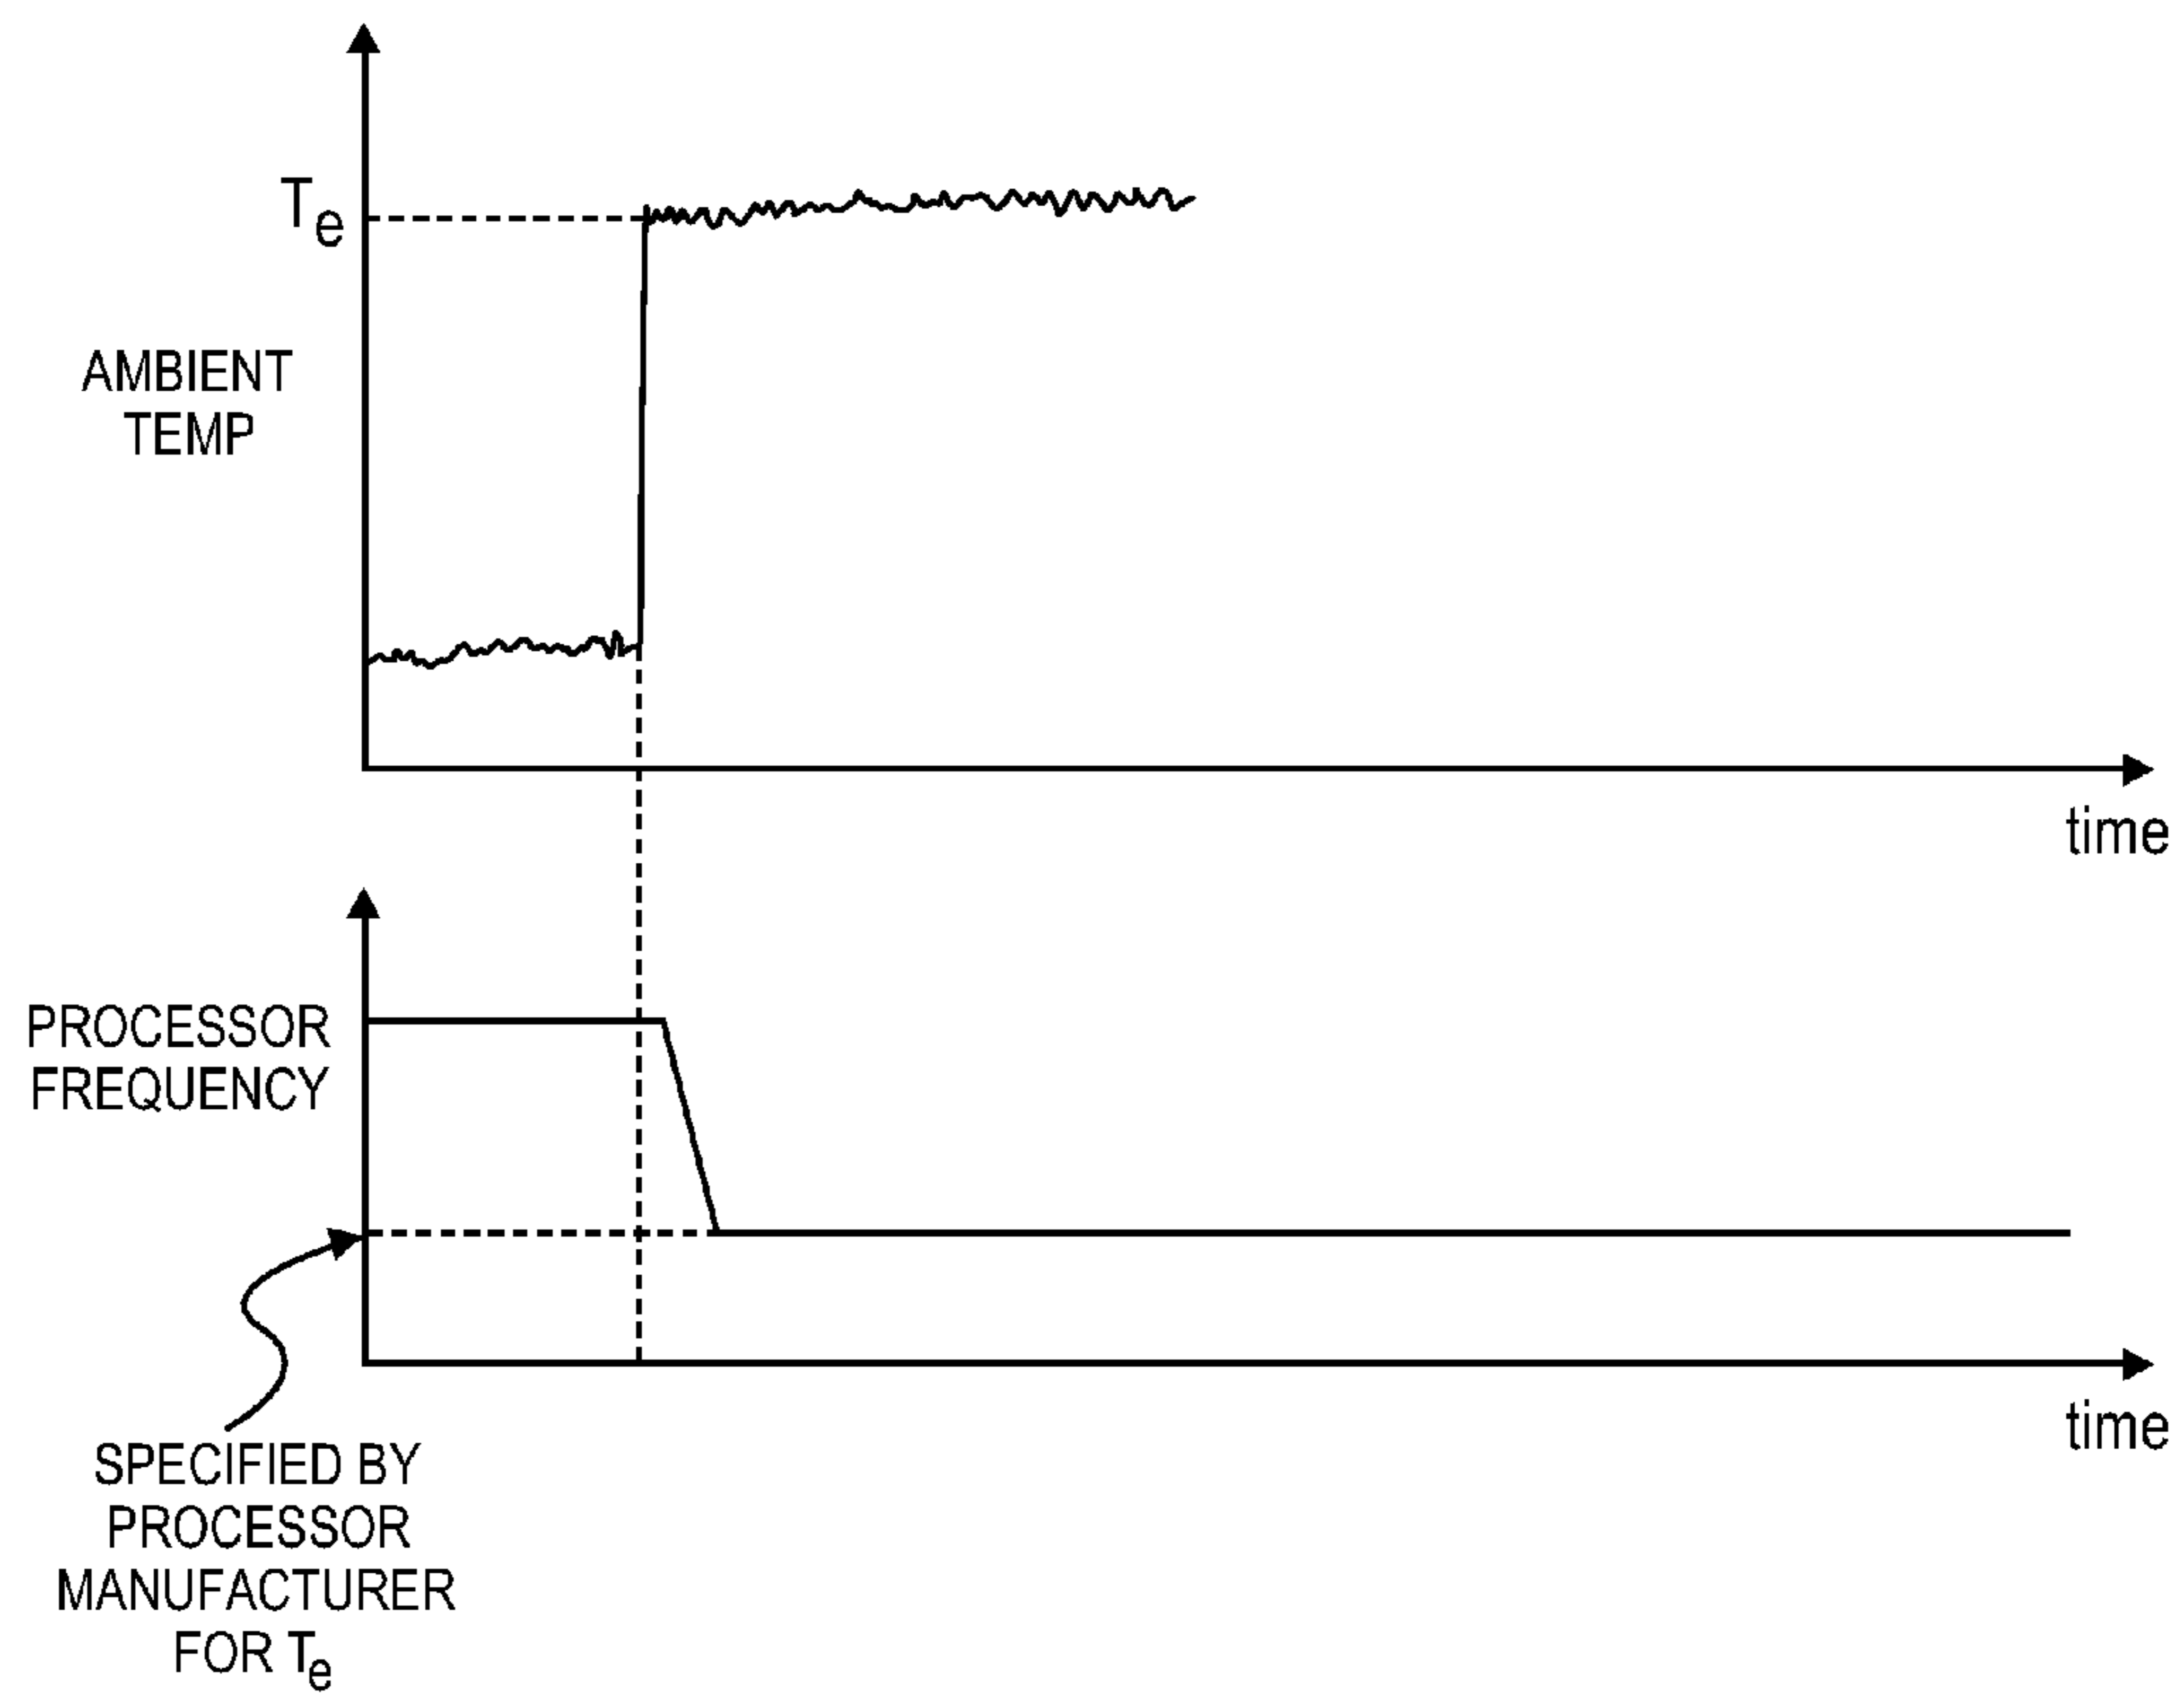 Te
AMBIENT
TEMP
time
PROCESSOR
FREQUENCY
time
SPECIFIED BY
PROCESSOR
MANUFACTURER
FOR Te